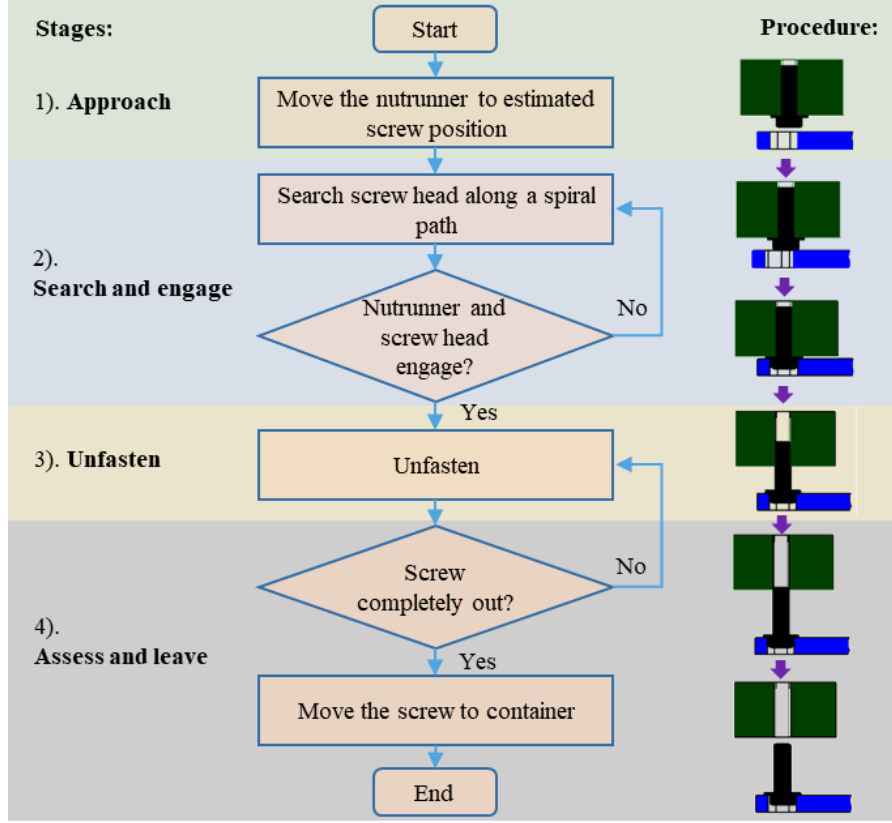 Stages:
Start
Procedure:
1). Approach
Move the nutrunner to estimated
screw position
Search screw head along a spiral
path
2).
Search and engage
Nutrunner and
screw head
engage?
No
Yes
3). Unfasten
Unfasten
Screw
completely out?
No
4).
Assess and leave
Yes
Move the screw to container
End